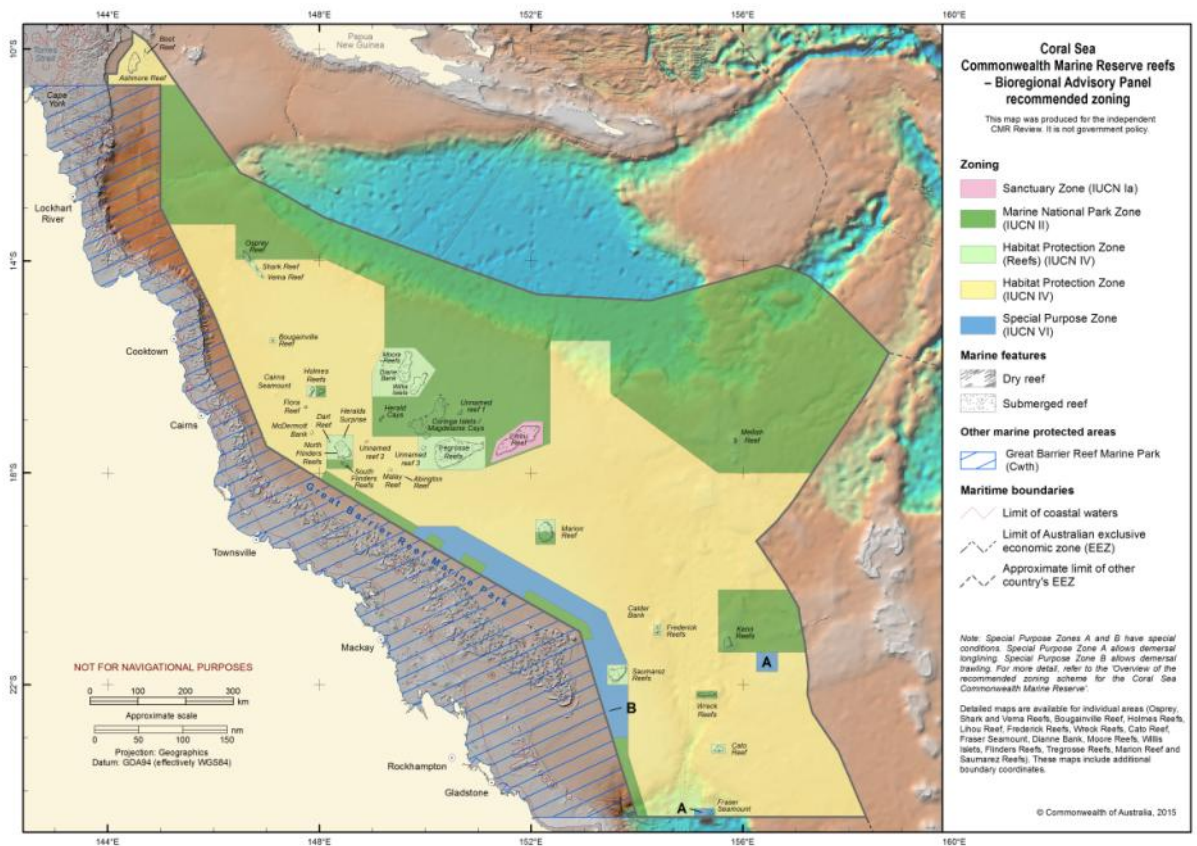 144°E
148°E
152°E
156°E
160°E
10°S
14°S
18°S
22°S
Torres
Strait
Boot
Reef
Ashmore Reef
Papua
New Guinea
Cape
York
Lockhart
River
Osprey
Reef
Shark Reef
Vema Reef
Cooktown
Bougainville
Reef
Moore
Reefs
Diane
Bank
Willis
Islets
Cairns
Seamount
Holmes
Reefs
Flora
Reef
Herald
Cays
Unnamed
reef 1
Coringa Islets /
Magdelaine Cays
Cairns
McDermott
Bank
Dart
Reef
Heralds
Surprise
Lihou
Reef
Mellish
Reef
North
Flinders
Reefs
Unnamed
reef 2
Unnamed
reef 3
Tregrosse
Reefs
South
Flinders
Reefs
Malay
Reef
Abington
Reef
Great Barrier Reef Marine Park
Marion
Reef
Townsville
Calder
Bank
Frederick
Reefs
Kenn
Reefs
A
Mackay
Saumarez
Reefs
B
Wreck
Reefs
Cato
Reef
Rockhampton
Gladstone
A
Fraser
Seamount
NOT FOR NAVIGATIONAL PURPOSES
0 100 200 300
km
Approximate scale
0 50 100 150
nm
Projection: Geographics
Datum: GDA94 (effectively WGS84)
144°E
148°E
152°E
156°E
160°E
Coral Sea
Commonwealth Marine Reserve reefs
– Bioregional Advisory Panel
recommended zoning
This map was produced for the independent
CMR Review. It is not government policy.
Zoning
Sanctuary Zone (IUCN Ia)
Marine National Park Zone
(IUCN II)
Habitat Protection Zone
(Reefs) (IUCN IV)
Habitat Protection Zone
(IUCN IV)
Special Purpose Zone
(IUCN VI)
Marine features
Dry reef
Submerged reef
Other marine protected areas
Great Barrier Reef Marine Park
(Cwth)
Maritime boundaries
Limit of coastal waters
Limit of Australian exclusive
economic zone (EEZ)
Approximate limit of other
country's EEZ
Note: Special Purpose Zones A and B have special
conditions. Special Purpose Zone A allows demersal
longlining. Special Purpose Zone B allows demersal
trawling. For more detail, refer to the 'Overview of the
recommended zoning scheme for the Coral Sea
Commonwealth Marine Reserve'.
Detailed maps are available for individual areas (Osprey,
Shark and Vema Reefs, Bougainville Reef, Holmes Reefs,
Lihou Reef, Frederick Reefs, Wreck Reefs, Cato Reef,
Fraser Seamount, Dianne Bank, Moore Reefs, Willis
Islets, Flinders Reefs, Tregrosse Reefs, Marion Reef and
Saumarez Reefs). These maps include additional
boundary coordinates.
© Commonwealth of Australia, 2015